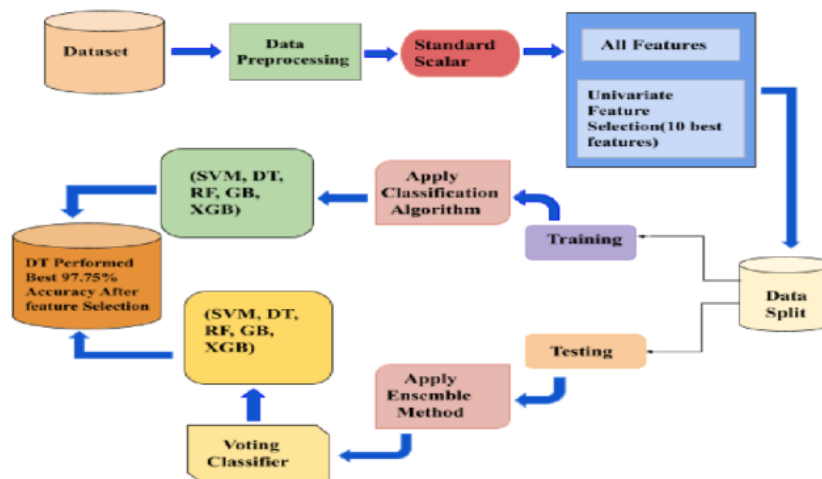 Dataset
Data
Preprocessing
Standard
Scalar
All Features
Univariate
Feature
Selection(10 best
features)
(SVM, DT,
RF, GB,
XGB)
Apply
Classification
Algorithm
Training
DT Performed
Best 97.75%
Accuracy After
feature Selection
Data
Split
(SVM, DT,
RF, GB,
XGB)
Testing
Apply
Ensemble
Method
Voting
Classifier